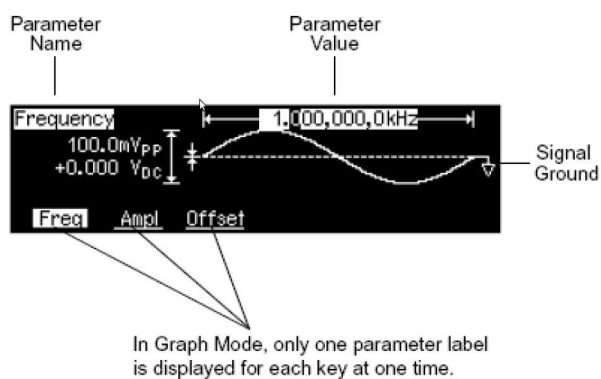 Parameter
Name
Parameter
Value
Frequency
1.000,000,0kHz
100.0mVPP
+0.000 VDC
Signal
Ground
Freq Ampl Offset
In Graph Mode, only one parameter label
is displayed for each key at one time.